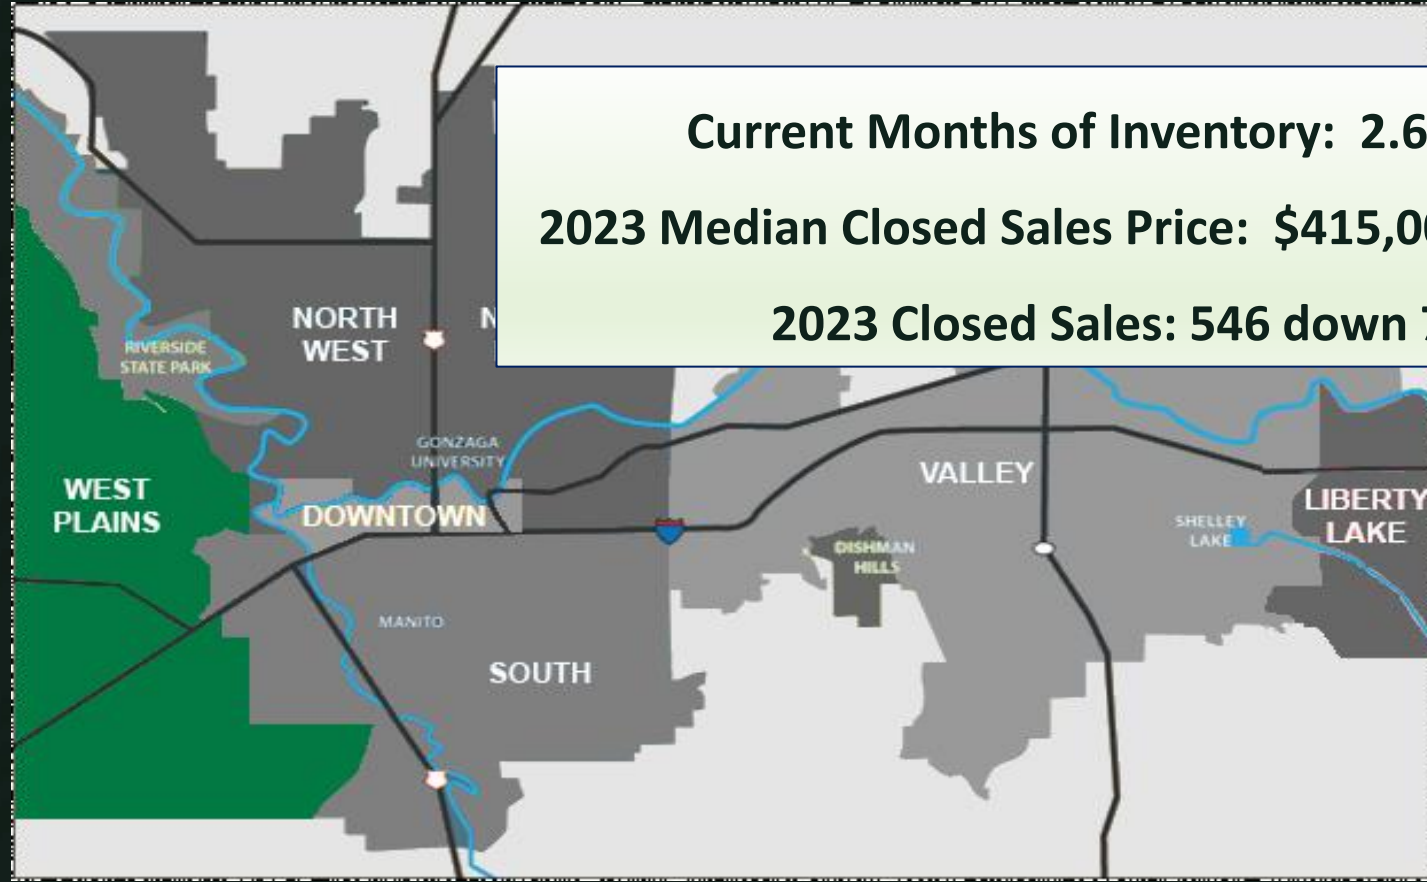 Current Months of Inventory: 2.6
2023 Median Closed Sales Price: $415,00
2023 Closed Sales: 546 down
NORTH
WEST
N
RIVERSIDE
STATE PARK
GONZAGA
UNIVERSITY
WEST
PLAINS
DOWNTOWN
VALLEY
LIBERTY
LAKE
SHELLEY
LAKE
DISHMAN
HILLS
MANITO
SOUTH